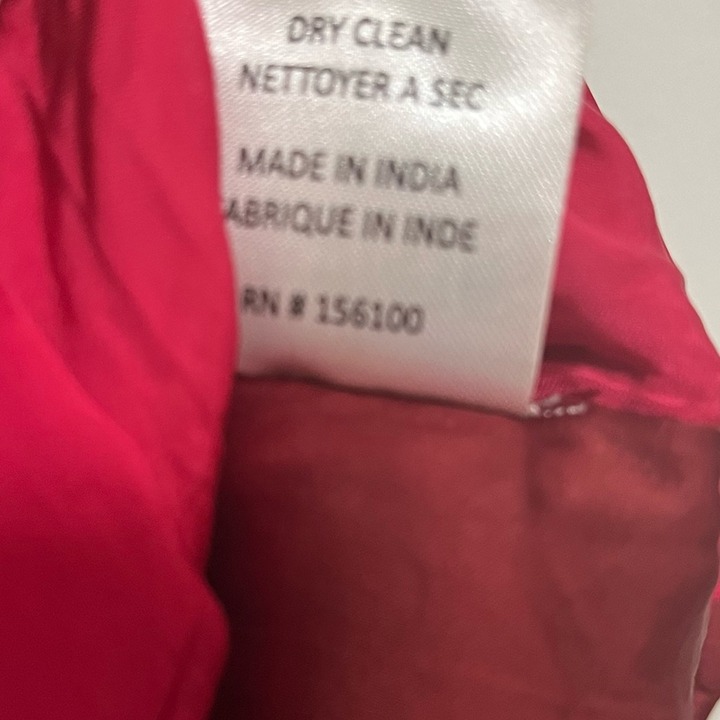 DRY CLEAN
NETTOYER A SEC
MADE IN INDIA
ABRIQUE IN INDE
RN # 156100